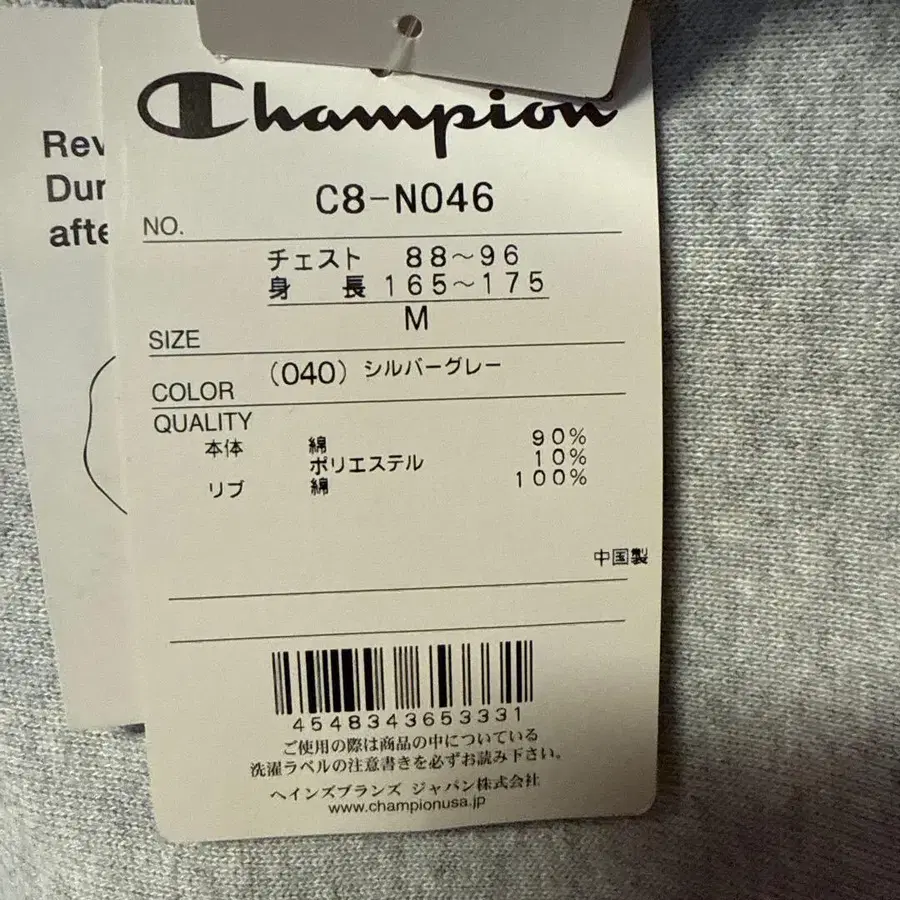 Champion
Rev
Dur
afte
NO. C8-N046
チェスト 88～96
身 長 165～175
SIZE M
COLOR (040) シルバーグレー
QUALITY
本体 綿 90%
ポリエステル 10%
リブ 綿 100%
中国製
4548343653331
ご使用の際は商品の中についている
洗濯ラベルの注意書きを必ずお読み下さい。
ヘインズブランズ ジャパン株式会社
www.championusa.jp